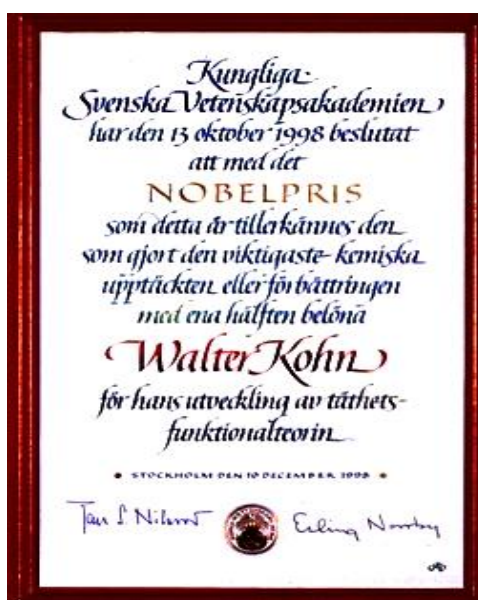 Kungliga
Svenska Vetenskapsakademien
har den 13 oktober 1998 beslutat
att med det
NOBELPRIS
som detta år tillerkännes den
som gjort den viktigaste kemiska
upptäckten eller förbättringen
med ena hälften belöna
Walter Kohn
för hans utveckling av täthets-
funktionalteorin
• STOCKHOLM DEN 10 DECEMBER 1998 •
Erling Norrby